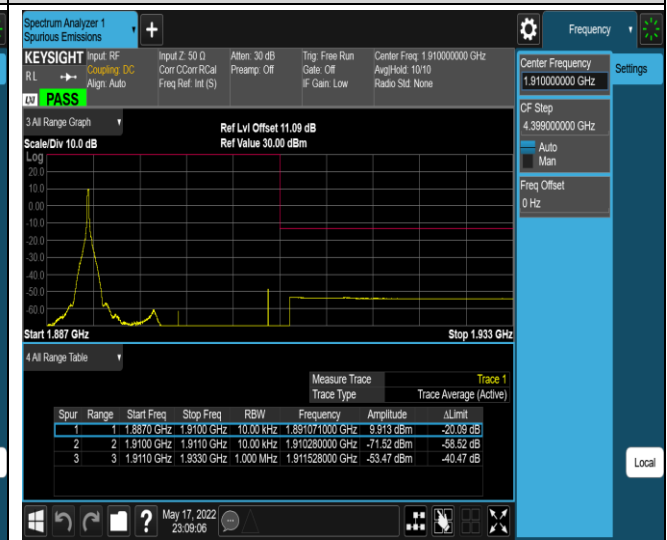 Spectrum Analyzer 1
Spurious Emissions
+
Frequency
KEYSIGHT
R L
LXI PASS
Input: RF
Coupling: DC
Align: Auto
Input Z: 50 Ω
Corr CCorr RCal
Freq Ref: Int (S)
Atten: 30 dB
Preamp: Off
Trig: Free Run
Gate: Off
IF Gain: Low
Center Freq: 1.910000000 GHz
Avg|Hold: 10/10
Radio Std: None
Center Frequency
1.910000000 GHz
Settings
CF Step
4.399000000 GHz
Auto
Man
Freq Offset
0 Hz
3 All Range Graph
Ref Lvl Offset 11.09 dB
Scale/Div 10.0 dB
Ref Value 30.00 dBm
Log
20.0
10.0
0.00
-10.0
-20.0
-30.0
-40.0
-50.0
-60.0
Start 1.887 GHz
Stop 1.933 GHz
4 All Range Table
Measure Trace Trace 1
Trace Type Trace Average (Active)
Spur Range Start Freq Stop Freq RBW Frequency Amplitude ΔLimit
1 1 1.8870 GHz 1.9100 GHz 10.00 kHz 1.891071000 GHz 9.913 dBm -20.09 dB
2 2 1.9100 GHz 1.9110 GHz 10.00 kHz 1.910280000 GHz -71.52 dBm -58.52 dB
3 3 1.9110 GHz 1.9330 GHz 1.000 MHz 1.911528000 GHz -53.47 dBm -40.47 dB
Local
?
May 17, 2022
23:09:06